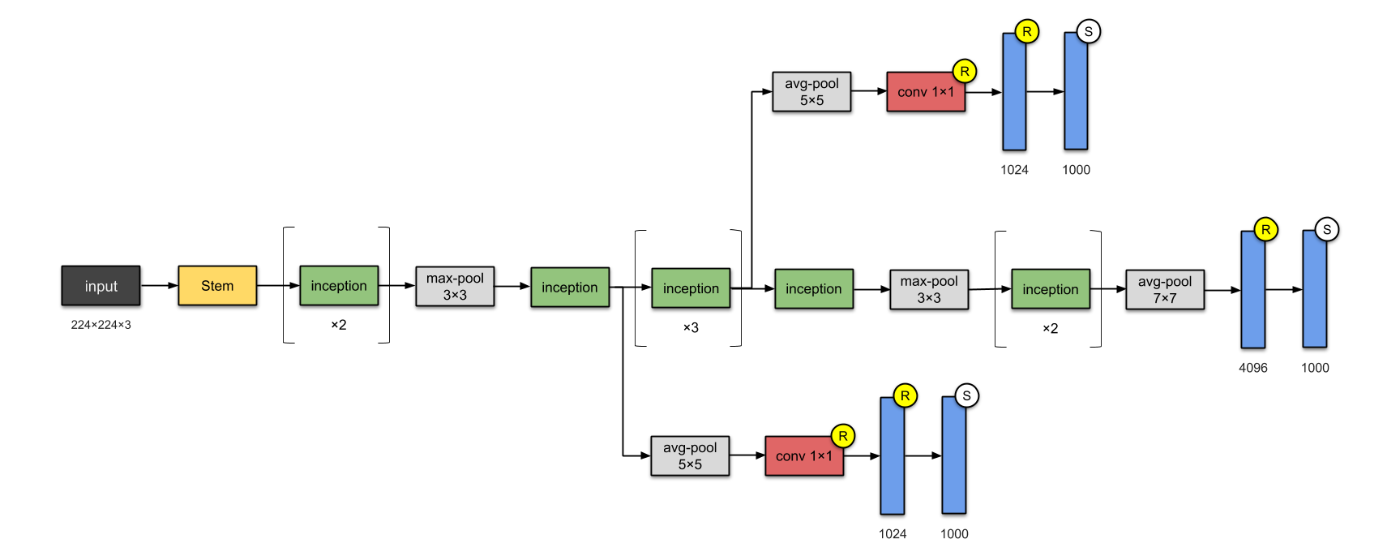 R
S
avg-pool
5×5
R
conv 1×1
1024
1000
input
224×224×3
Stem
inception
×2
max-pool
3×3
inception
inception
×3
inception
max-pool
3×3
inception
×2
avg-pool
7×7
R
S
4096
1000
avg-pool
5×5
R
conv 1×1
R
S
1024
1000